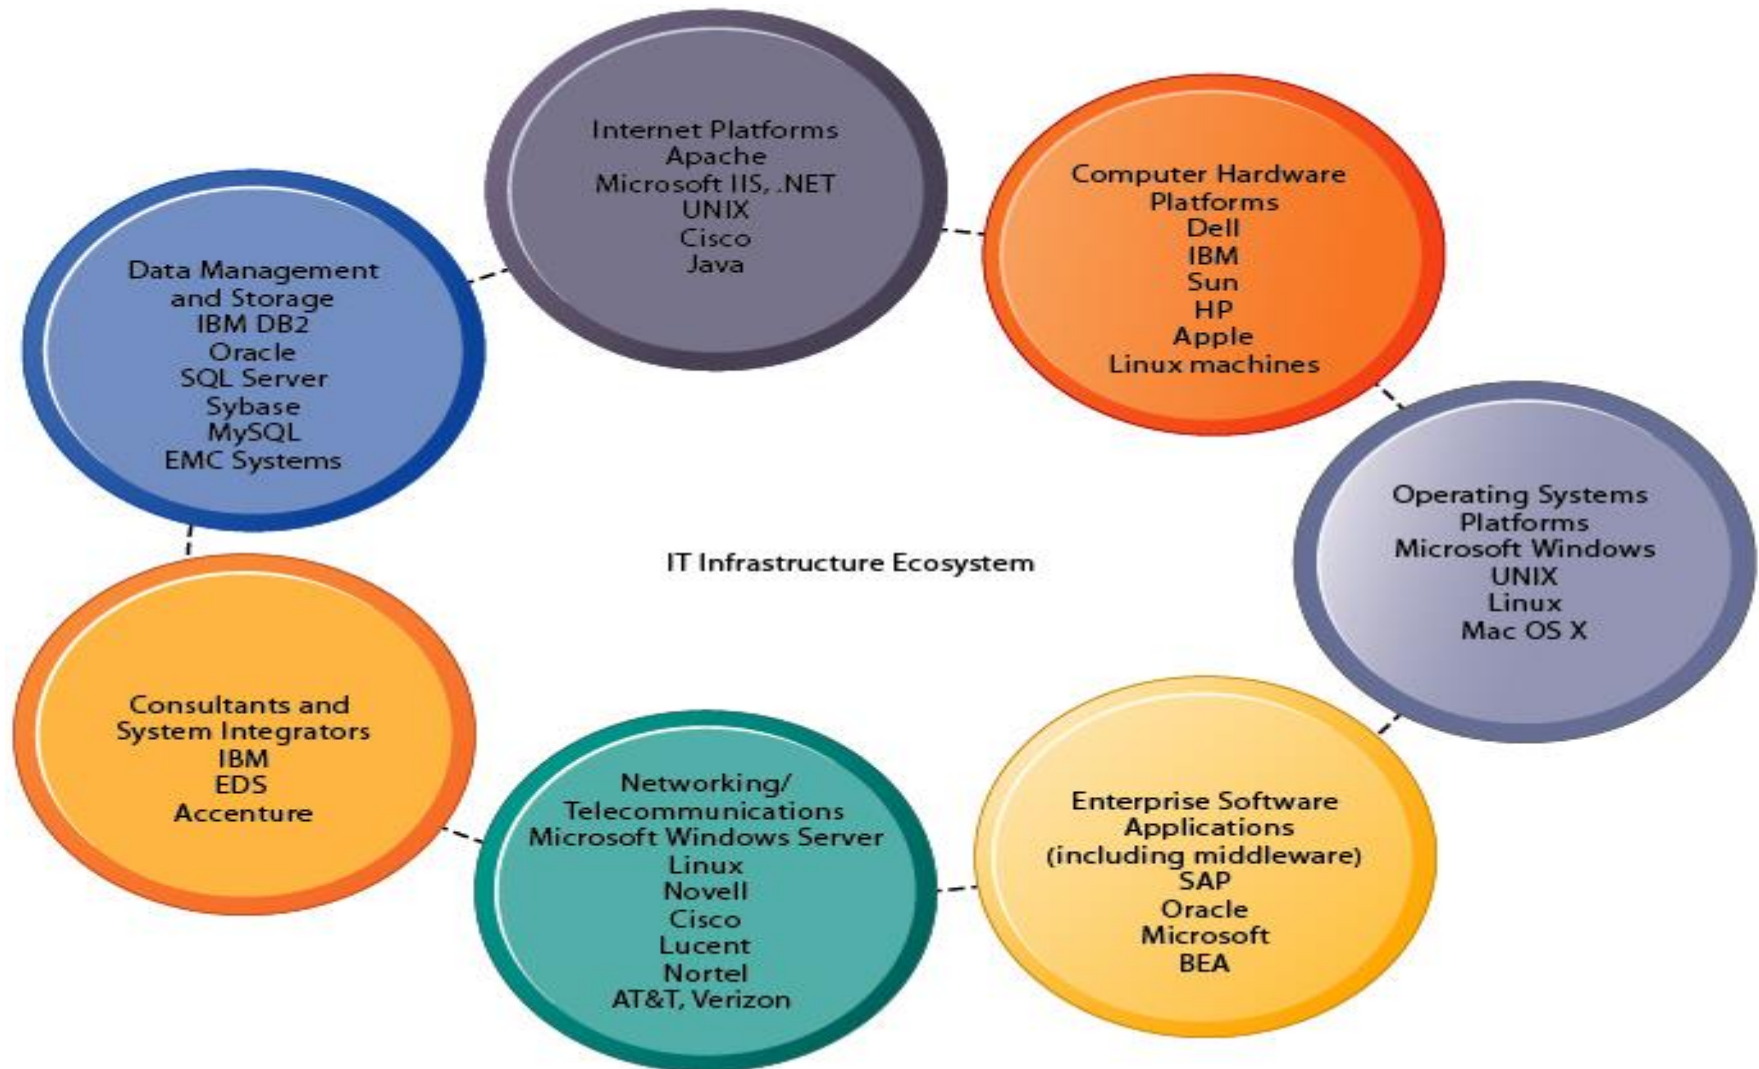 Internet Platforms
Apache
Microsoft IIS, .NET
UNIX
Cisco
Java
Computer Hardware
Platforms
Dell
IBM
Sun
HP
Apple
Linux machines
Data Management
and Storage
IBM DB2
Oracle
SQL Server
Sybase
MySQL
EMC Systems
Operating Systems
Platforms
Microsoft Windows
UNIX
Linux
Mac OS X
IT Infrastructure Ecosystem
Consultants and
System Integrators
IBM
EDS
Accenture
Networking/
Telecommunications
Microsoft Windows Server
Linux
Novell
Cisco
Lucent
Nortel
AT&T, Verizon
Enterprise Software
Applications
(including middleware)
SAP
Oracle
Microsoft
BEA